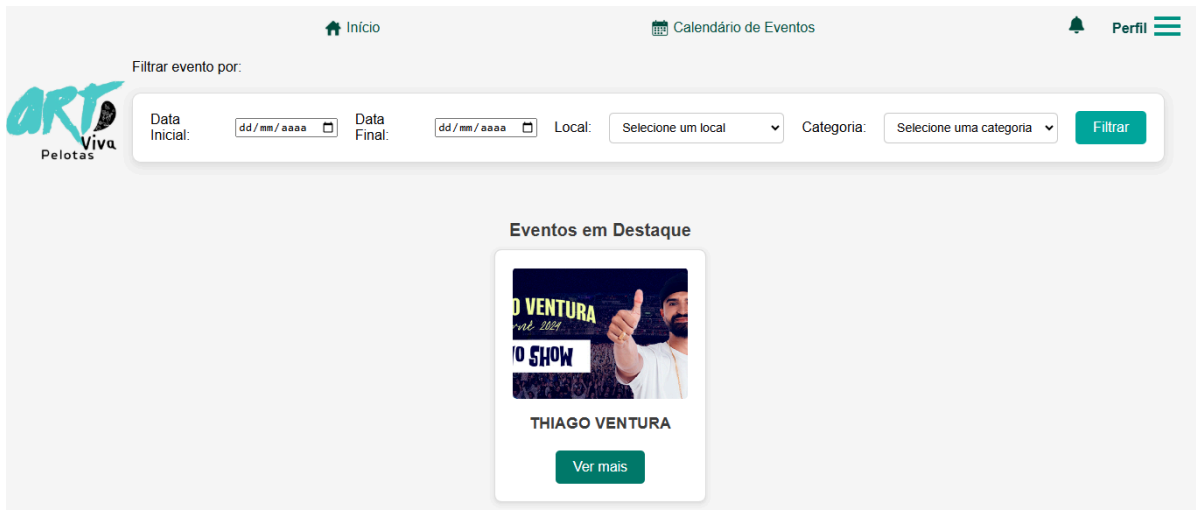 Início
Calendário de Eventos
Perfil
Filtrar evento por:
ART
Viva
Pelotas
Data
Inicial:
dd/mm/aaaa
Data
Final:
dd/mm/aaaa
Local:
Selecione um local
Categoria:
Selecione uma categoria
Filtrar
Eventos em Destaque
O VENTURA
2024
SHOW
THIAGO VENTURA
Ver mais